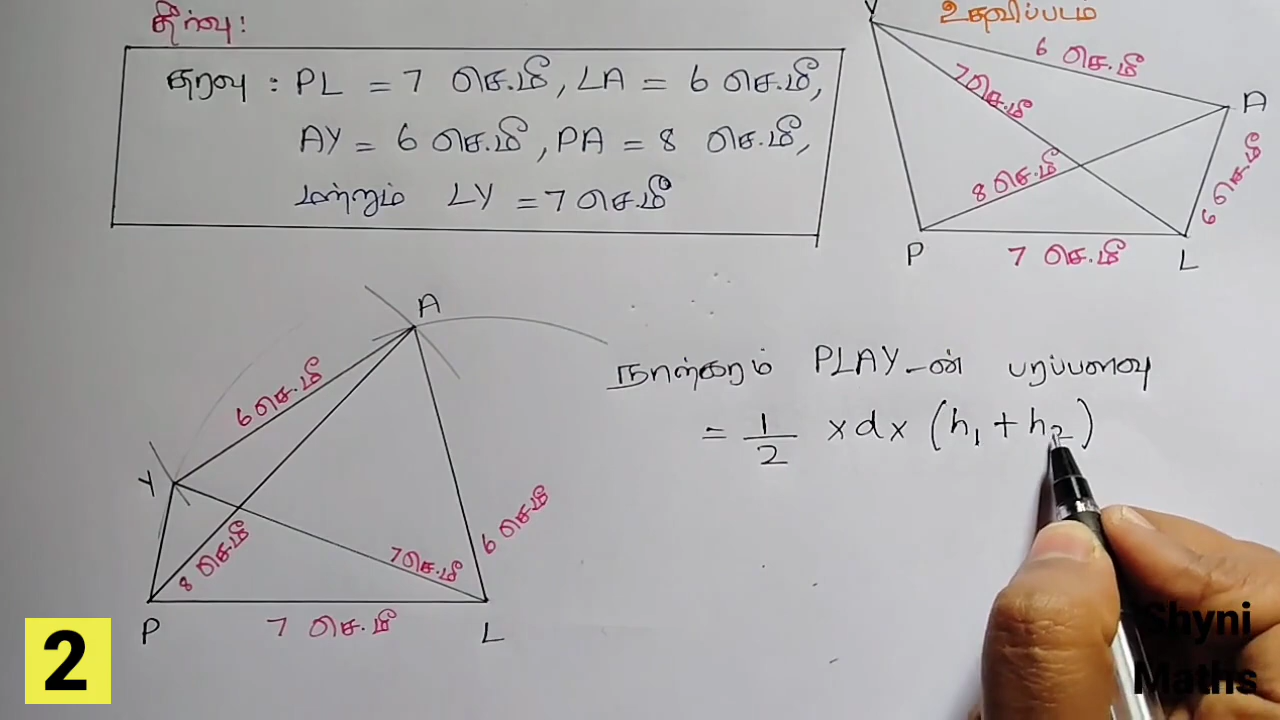 தீர்வு:
உதவிப்படம்
தரவு : PL = 7 செ.மீ, LA = 6 செ.மீ,
AY = 6 செ.மீ, PA = 8 செ.மீ,
மற்றும் LY = 7 செ.மீ
Y
6 செ.மீ
7 செ.மீ
A
8 செ.மீ
6 செ.மீ
P
7 செ.மீ
L
A
6 செ.மீ
Y
6 செ.மீ
8 செ.மீ
7 செ.மீ
P
7 செ.மீ
L
நாற்கரம் PLAY-ன் பரப்பளவு
= 1/2 × d × (h₁ + h₂)
2
Shyni
Maths